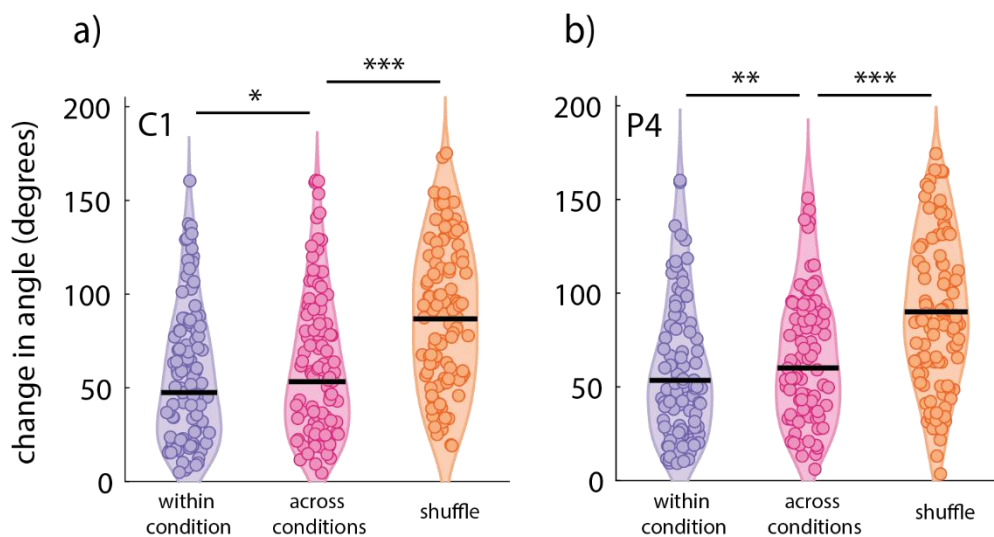 a)
b)
***
*
**
***
C1
P4
change in angle (degrees)
200
150
100
50
0
200
150
100
50
0
within
condition
across
conditions
shuffle
within
condition
across
conditions
shuffle